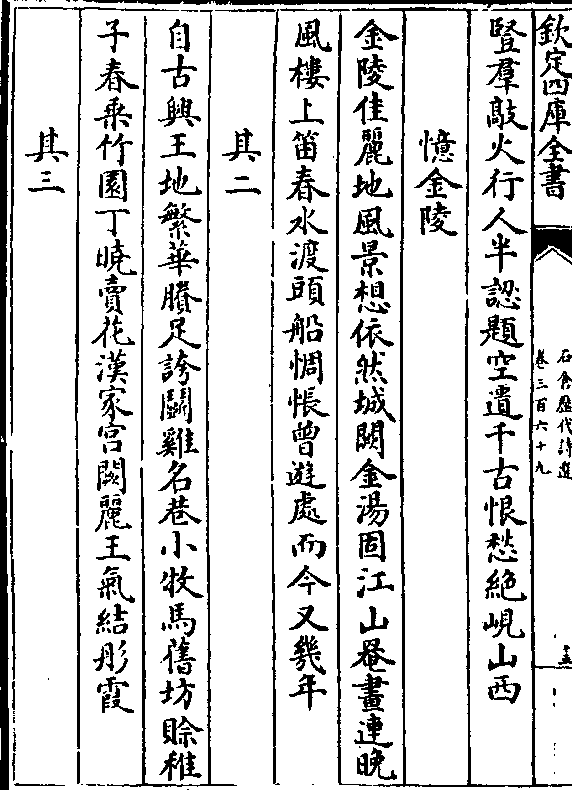 欽定四庫全書
石倉歷代詩選
卷三百六十九
豎羣敲火行人半認題空遺千古恨愁絶峴山西
憶金陵
金陵佳麗地風景想依然城闕金湯固江山罨畫連晚
風樓上笛春水渡頭船惆悵曾遊處而今又幾年
其二
自古興王地繁華賸足誇鬬雞名巷小牧馬舊坊賒稚
子春乘竹園丁曉賣花漢家宫闕麗王氣結彤霞
其三